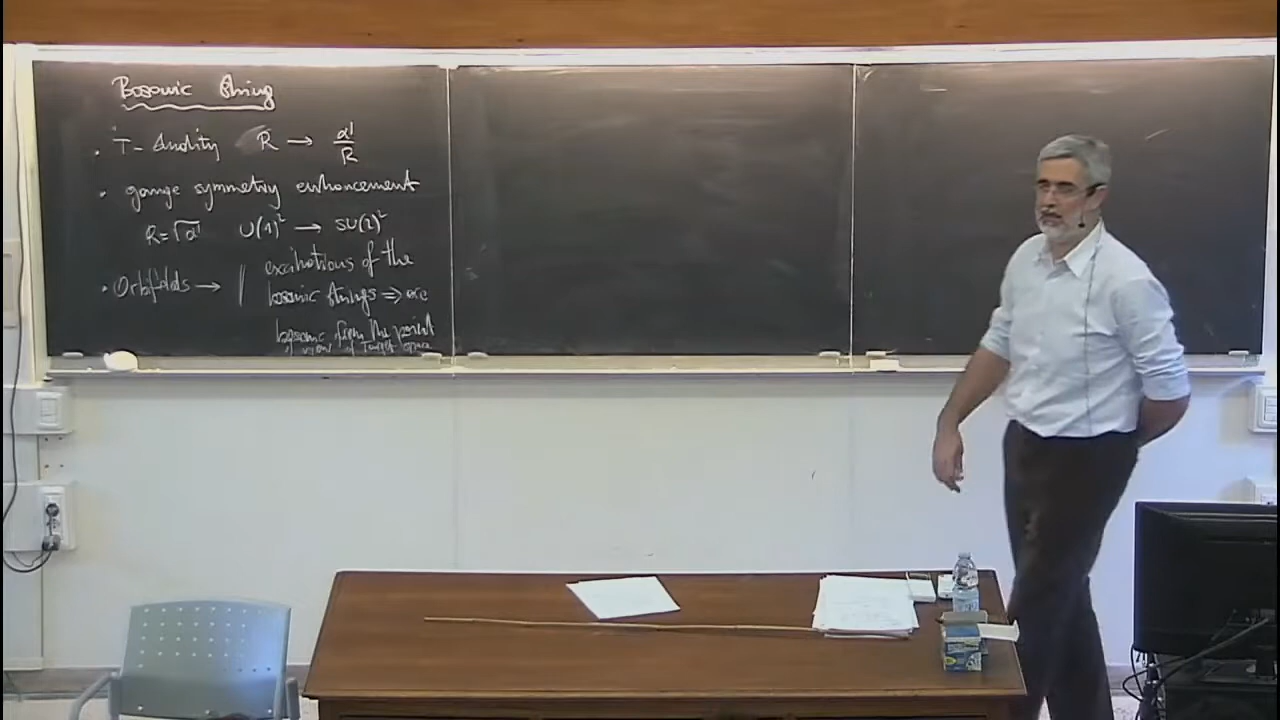 Bosonic String
• T-duality R → α'/R
• gauge symmetry enhancement
R=√α' U(1)² → SU(2)²
• Orbifolds → || excitations of the
bosonic strings ⇒ are
bosonic from the point
of view of Target space